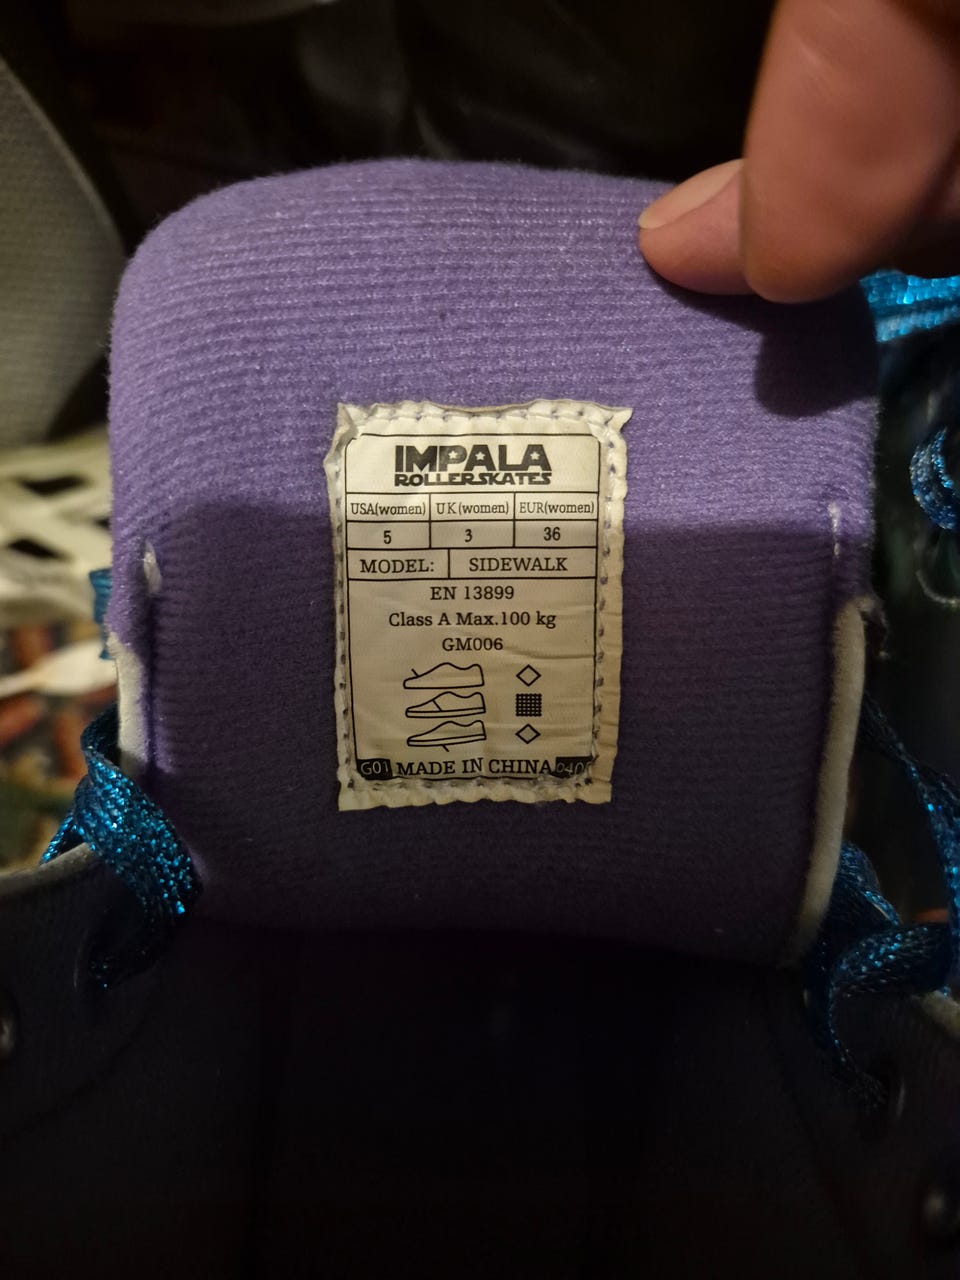 IMPALA
ROLLERSKATES
USA(women) UK(women) EUR(women)
5 3 36
MODEL: SIDEWALK
EN 13899
Class A Max.100 kg
GM006
G01 MADE IN CHINA